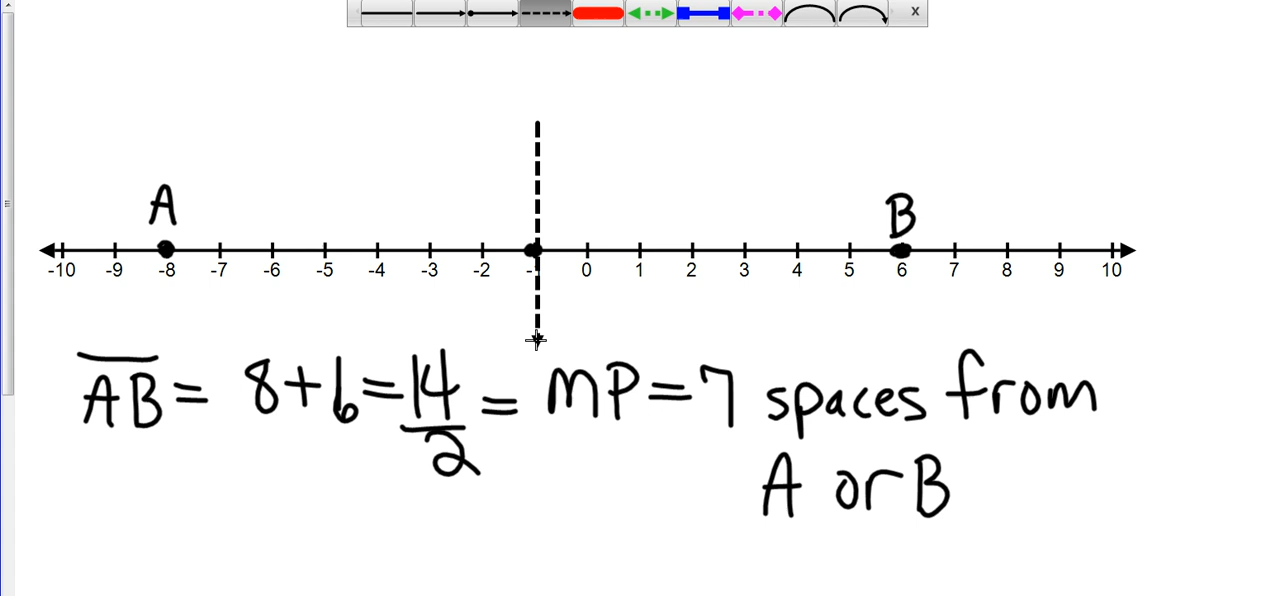 x
A
B
-10 -9 -8 -7 -6 -5 -4 -3 -2 -1 0 1 2 3 4 5 6 7 8 9 10
AB = 8+6=14/2 = MP=7 spaces from
A or B